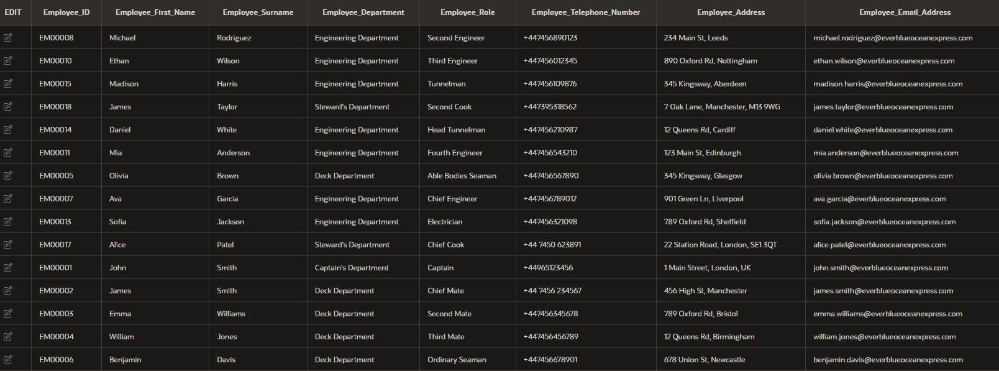 EDIT Employee_ID Employee_First_Name Employee_Surname Employee_Department Employee_Role Employee_Telephone_Number Employee_Address Employee_Email_Address
EM00008 Michael Rodriguez Engineering Department Second Engineer +447456890123 234 Main St, Leeds michael.rodriguez@everblueoceanexpress.com
EM00010 Ethan Wilson Engineering Department Third Engineer +447456012345 890 Oxford Rd, Nottingham ethan.wilson@everblueoceanexpress.com
EM00015 Madison Harris Engineering Department Tunnelman +447456109876 345 Kingsway, Aberdeen madison.harris@everblueoceanexpress.com
EM00018 James Taylor Steward's Department Second Cook +447395318562 7 Oak Lane, Manchester, M13 9WG james.taylor@everblueoceanexpress.com
EM00014 Daniel White Engineering Department Head Tunnelman +447456210987 12 Queens Rd, Cardiff daniel.white@everblueoceanexpress.com
EM00011 Mia Anderson Engineering Department Fourth Engineer +447456543210 123 Main St, Edinburgh mia.anderson@everblueoceanexpress.com
EM00005 Olivia Brown Deck Department Able Bodies Seaman +447456567890 345 Kingsway, Glasgow olivia.brown@everblueoceanexpress.com
EM00007 Ava Garcia Engineering Department Chief Engineer +447456789012 901 Green Ln, Liverpool ava.garcia@everblueoceanexpress.com
EM00013 Sofia Jackson Engineering Department Electrician +447456321098 789 Oxford Rd, Sheffield sofia.jackson@everblueoceanexpress.com
EM00017 Alice Patel Steward's Department Chief Cook +44 7450 623891 22 Station Road, London, SE1 3QT alice.patel@everblueoceanexpress.com
EM00001 John Smith Captain's Department Captain +44965123456 1 Main Street, London, UK john.smith@everblueoceanexpress.com
EM00002 James Smith Deck Department Chief Mate +44 7456 234567 456 High St, Manchester james.smith@everblueoceanexpress.com
EM00003 Emma Williams Deck Department Second Mate +447456345678 789 Oxford Rd, Bristol emma.williams@everblueoceanexpress.com
EM00004 William Jones Deck Department Third Mate +447456456789 12 Queens Rd, Birmingham william.jones@everblueoceanexpress.com
EM00006 Benjamin Davis Deck Department Ordinary Seaman +447456678901 678 Union St, Newcastle benjamin.davis@everblueoceanexpress.com